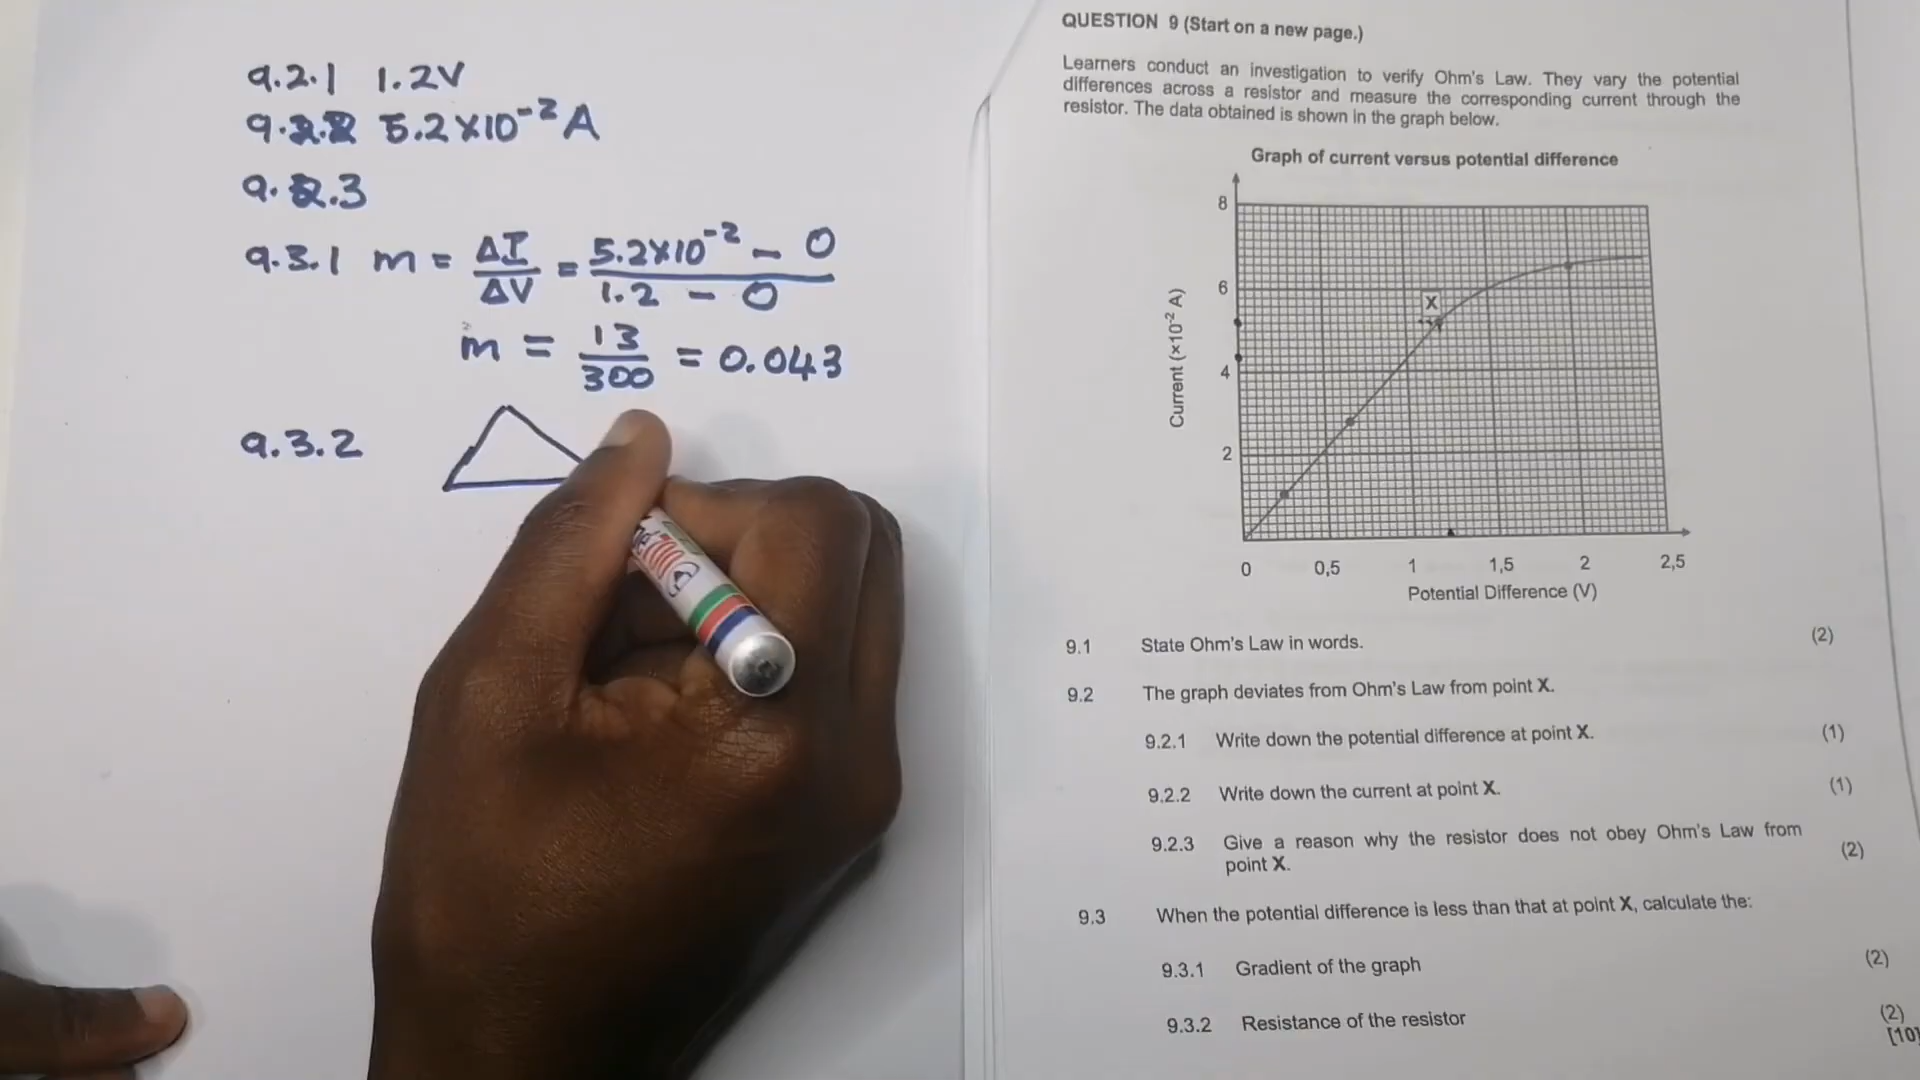 9.2.1 1.2V
9.2.2 5.2×10⁻² A
9.2.3
9.3.1 m = ΔI/ΔV = 5.2×10⁻² - 0 / 1.2 - 0
m = 13/300 = 0.043
9.3.2
QUESTION 9 (Start on a new page.)
Learners conduct an investigation to verify Ohm's Law. They vary the potential
differences across a resistor and measure the corresponding current through the
resistor. The data obtained is shown in the graph below.
Graph of current versus potential difference
8
6
4
2
Current (×10⁻² A)
X
0 0,5 1 1,5 2 2,5
Potential Difference (V)
9.1 State Ohm's Law in words. (2)
9.2 The graph deviates from Ohm's Law from point X.
9.2.1 Write down the potential difference at point X. (1)
9.2.2 Write down the current at point X. (1)
9.2.3 Give a reason why the resistor does not obey Ohm's Law from
point X. (2)
9.3 When the potential difference is less than that at point X, calculate the:
9.3.1 Gradient of the graph (2)
9.3.2 Resistance of the resistor (2)
[10]